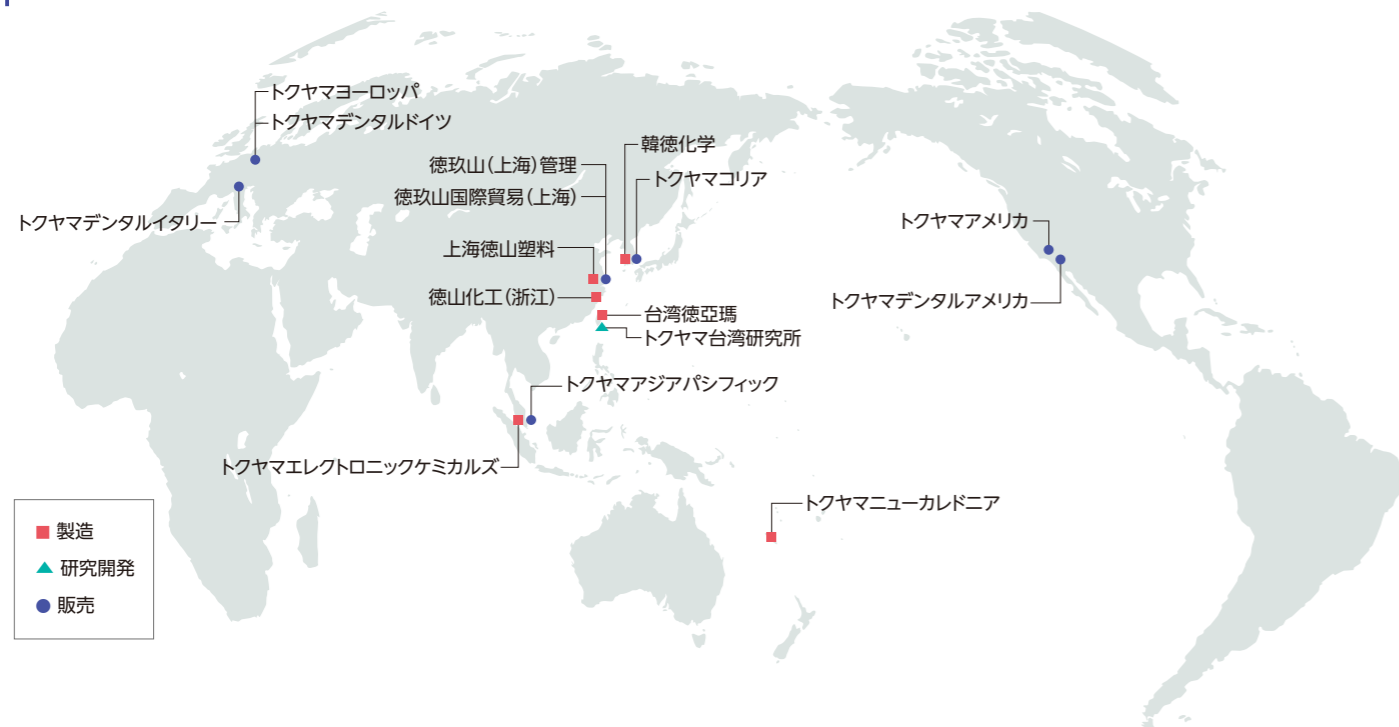 トクヤマヨーロッパ
トクヤマデンタルドイツ
トクヤマデンタルイタリー
徳玖山(上海)管理
徳玖山国際貿易(上海)
上海徳山塑料
徳山化工(浙江)
韓徳化学
トクヤマコリア
台湾徳亞瑪
トクヤマ台湾研究所
トクヤマアジアパシフィック
トクヤマエレクトロニックケミカルズ
トクヤマアメリカ
トクヤマデンタルアメリカ
トクヤマニューカレドニア
製造
研究開発
販売